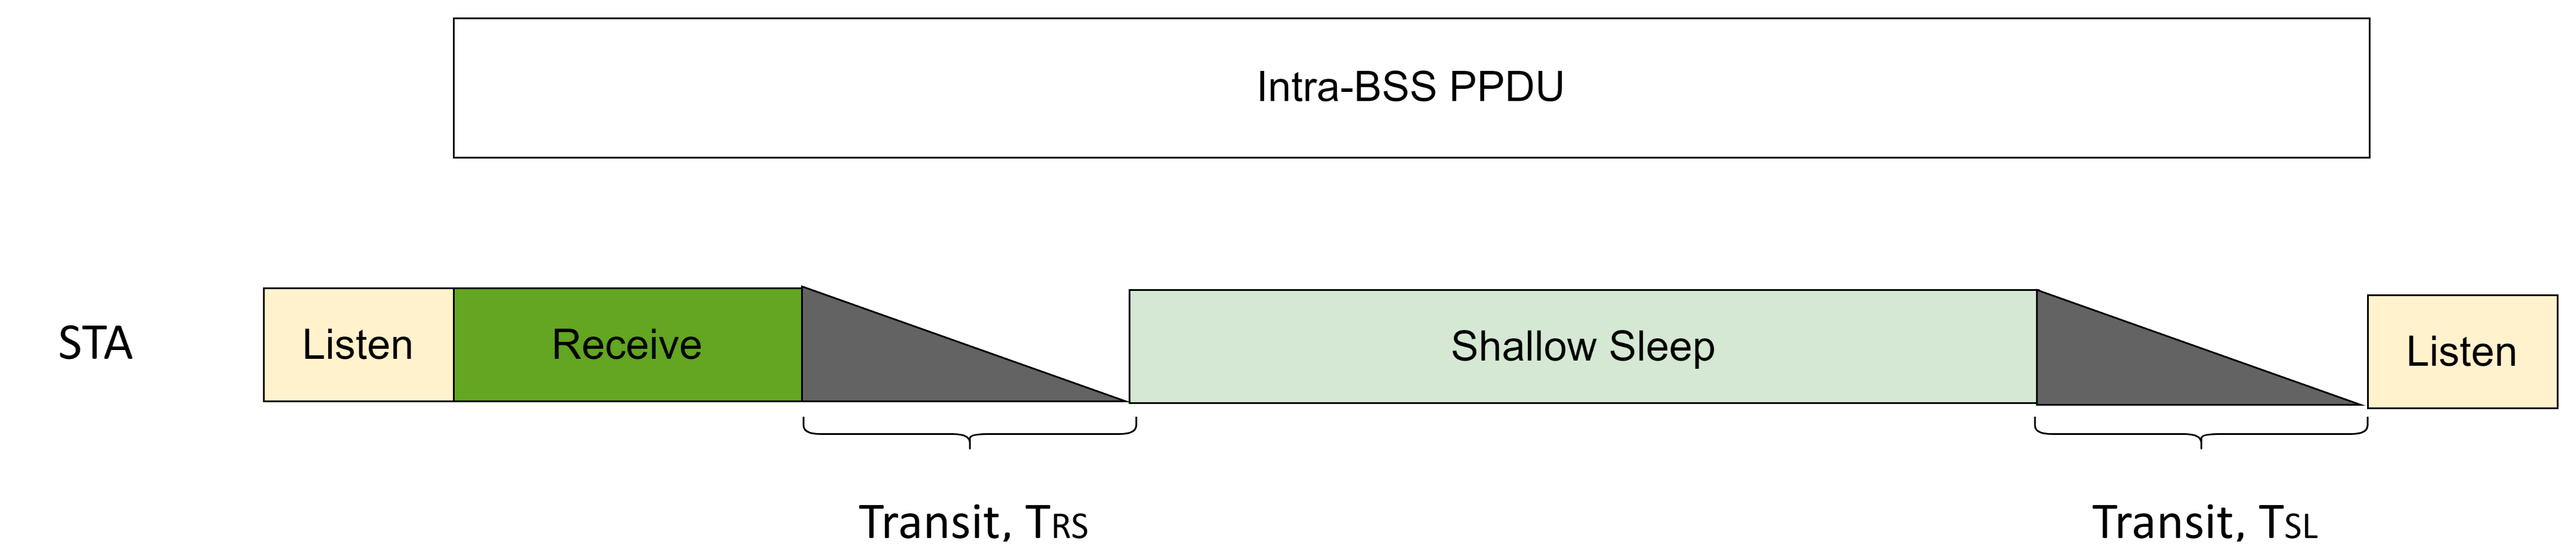 Intra-BSS PPDU
STA
Listen
Receive
Shallow Sleep
Listen
Transit, TRS
Transit, TSL